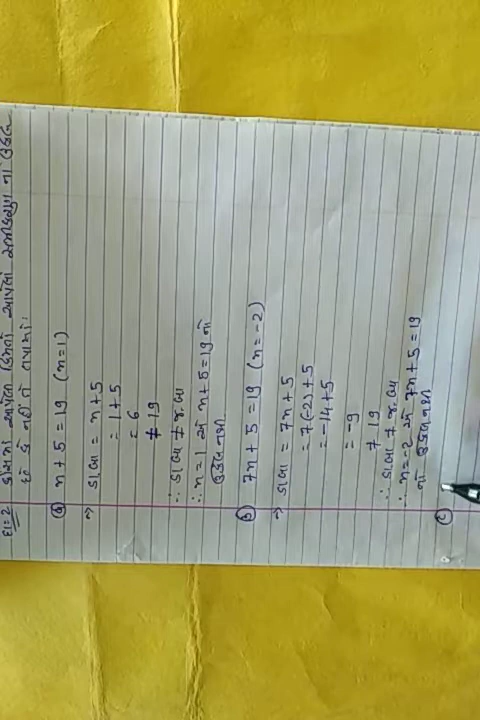 દા:2 કૌંસમાં આપેલી કિંમતો આપેલાં સમીકરણ નો ઉકેલ
છે કે નહીં તે તપાસો:
(a) n + 5 = 19 (n = 1)
⇒ ડાબા = n + 5
= 1 + 5
= 6
≠ 19
∴ ડાબા ≠ જ.બા
∴ n = 1 એ n + 5 = 19 નો
ઉકેલ નથી.
(b) 7n + 5 = 19 (n = -2)
⇒ ડાબા = 7n + 5
= 7(-2) + 5
= -14 + 5
= -9
≠ 19
∴ ડાબા ≠ જ.બા
∴ n = -2 એ 7n + 5 = 19
નો ઉકેલ નથી
(c)